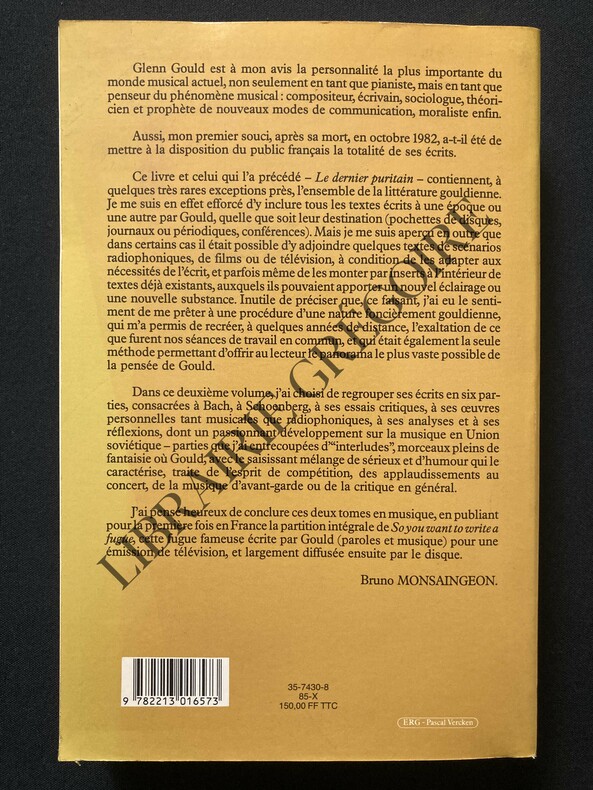 Glenn Gould est à mon avis la personnalité la plus importante du
monde musical actuel, non seulement en tant que pianiste, mais en tant que
penseur du phénomène musical : compositeur, écrivain, sociologue, théori-
cien et prophète de nouveaux modes de communication, moraliste enfin.
Aussi, mon premier souci, après sa mort, en octobre 1982, a-t-il été de
mettre à la disposition du public français la totalité de ses écrits.
Ce livre et celui qui l'a précédé – Le dernier puritain – contiennent, à
quelques très rares exceptions près, l'ensemble de la littérature gouldienne.
Je me suis en effet efforcé d'y inclure tous les textes écrits à une époque ou
une autre par Gould, quelle que soit leur destination (pochettes de disques,
journaux ou périodiques, conférences). Mais je me suis aperçu en outre que
dans certains cas il était possible d'y adjoindre quelques textes de scénarios
radiophoniques, de films ou de télévision, à condition de les adapter aux
nécessités de l'écrit, et parfois même de les monter par inserts à l'intérieur de
textes déjà existants, auxquels ils pouvaient apporter un nouvel éclairage ou
une nouvelle substance. Inutile de préciser que, ce faisant, j'ai eu le senti-
ment de me prêter à une procédure d'une nature foncièrement gouldienne,
qui m'a permis de recréer, à quelques années de distance, l'exaltation de ce
que furent nos séances de travail en commun, et qui était également la seule
méthode permettant d'offrir au lecteur le panorama le plus vaste possible de
la pensée de Gould.
Dans ce deuxième volume, j'ai choisi de regrouper ses écrits en six par-
ties, consacrées à Bach, à Schoenberg, à ses essais critiques, à ses œuvres
personnelles tant musicales que radiophoniques, à ses analyses et à ses
réflexions, dont un passionnant développement sur la musique en Union
soviétique – parties que j'ai entrecoupées d'"interludes", morceaux pleins de
fantaisie où Gould, avec le saisissant mélange de sérieux et d'humour qui le
caractérise, traite de l'esprit de compétition, des applaudissements au
concert, de la musique d'avant-garde ou de la critique en général.
J'ai pensé heureux de conclure ces deux tomes en musique, en publiant
pour la première fois en France la partition intégrale de So you want to write a
fugue, cette fugue fameuse écrite par Gould (paroles et musique) pour une
émission de télévision, et largement diffusée ensuite par le disque.
Bruno MONSAINGEON.
LIBRAIRIE GREGOIRE
9 782213 016573
35-7430-8
85-X
150,00 FF TTC
ERG - Pascal Vercken